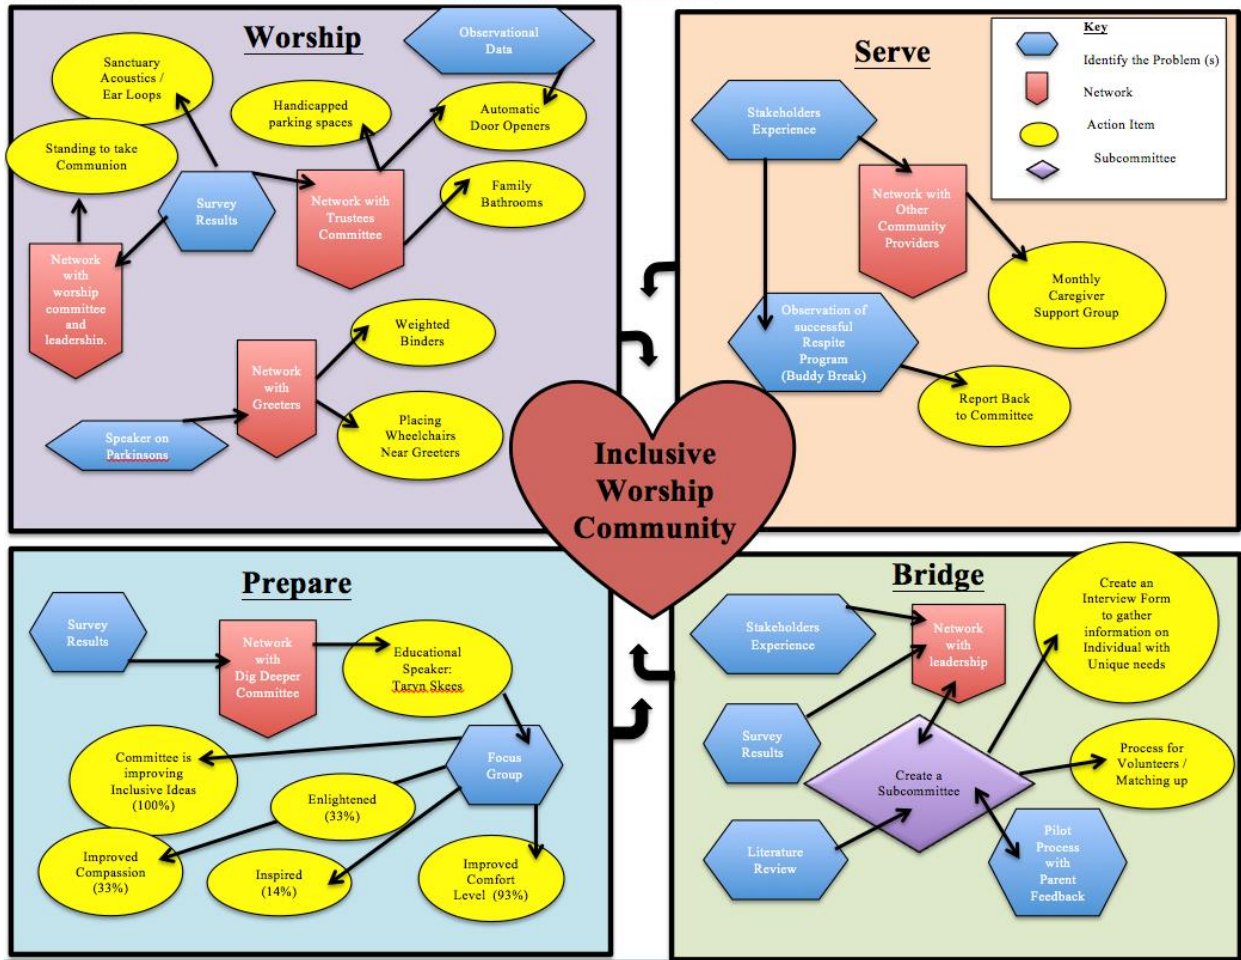 Worship
Observational
Data
Sanctuary
Acoustics /
Ear Loops
Handicapped
parking spaces
Automatic
Door Openers
Standing to take
Communion
Survey
Results
Network with
Trustees
Committee
Family
Bathrooms
Network
with
worship
committee
and
leadership.
Weighted
Binders
Network
with
Greeters
Placing
Wheelchairs
Near Greeters
Speaker on
Parkinsons
Serve
Key
Identify the Problem (s)
Network
Action Item
Subcommittee
Stakeholders
Experience
Network with
Other
Community
Providers
Monthly
Caregiver
Support Group
Observation of
successful
Respite
Program
(Buddy Break)
Report Back
to Committee
Inclusive
Worship
Community
Prepare
Survey
Results
Network
with
Dig Deeper
Committee
Educational
Speaker:
Taryn Skees
Focus
Group
Committee is
improving
Inclusive Ideas
(100%)
Enlightened
(33%)
Improved
Compassion
(33%)
Inspired
(14%)
Improved
Comfort
Level (93%)
Bridge
Stakeholders
Experience
Network
with
leadership
Create an
Interview Form
to gather
information on
Individual with
Unique needs
Survey
Results
Create a
Subcommittee
Process for
Volunteers /
Matching up
Literature
Review
Pilot
Process
with
Parent
Feedback